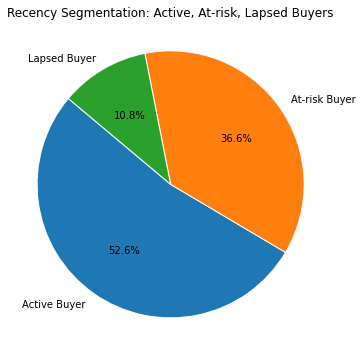 Recency Segmentation: Active, At-risk, Lapsed Buyers
Lapsed Buyer
At-risk Buyer
10.8%
36.6%
52.6%
Active Buyer